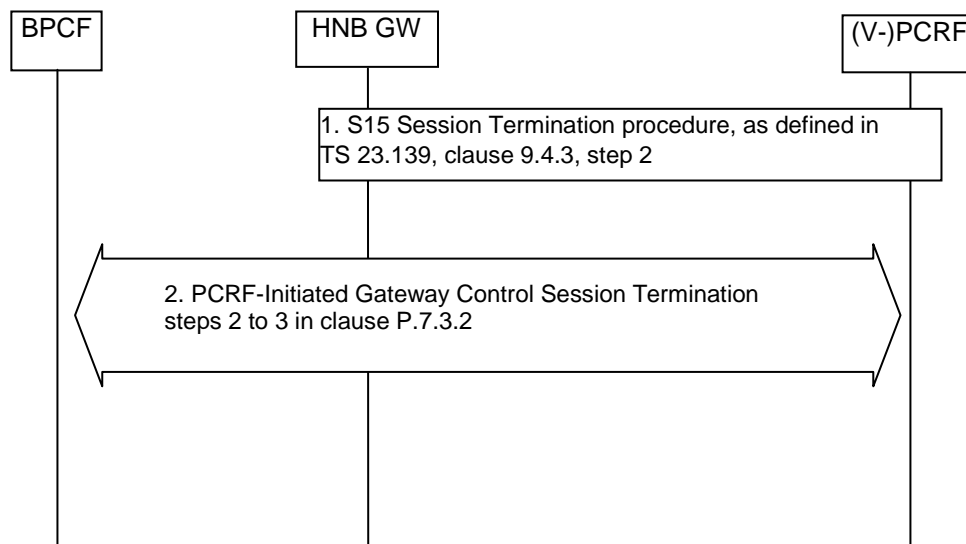 BPCF
HNB GW
(V-)PCRF
1. S15 Session Termination procedure, as defined in
TS 23.139, clause 9.4.3, step 2
2. PCRF-Initiated Gateway Control Session Termination
steps 2 to 3 in clause P.7.3.2